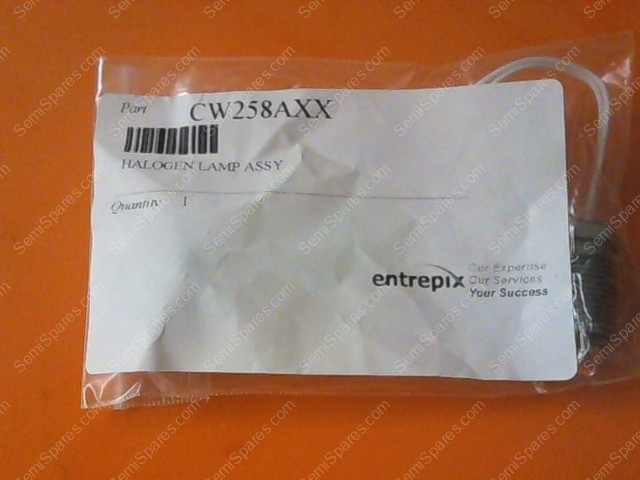 Part CW258AXX
HALOGEN LAMP ASSY
Quantity 1
entrepix
Our Expertise
Our Services
Your Success
SemiSpares.com